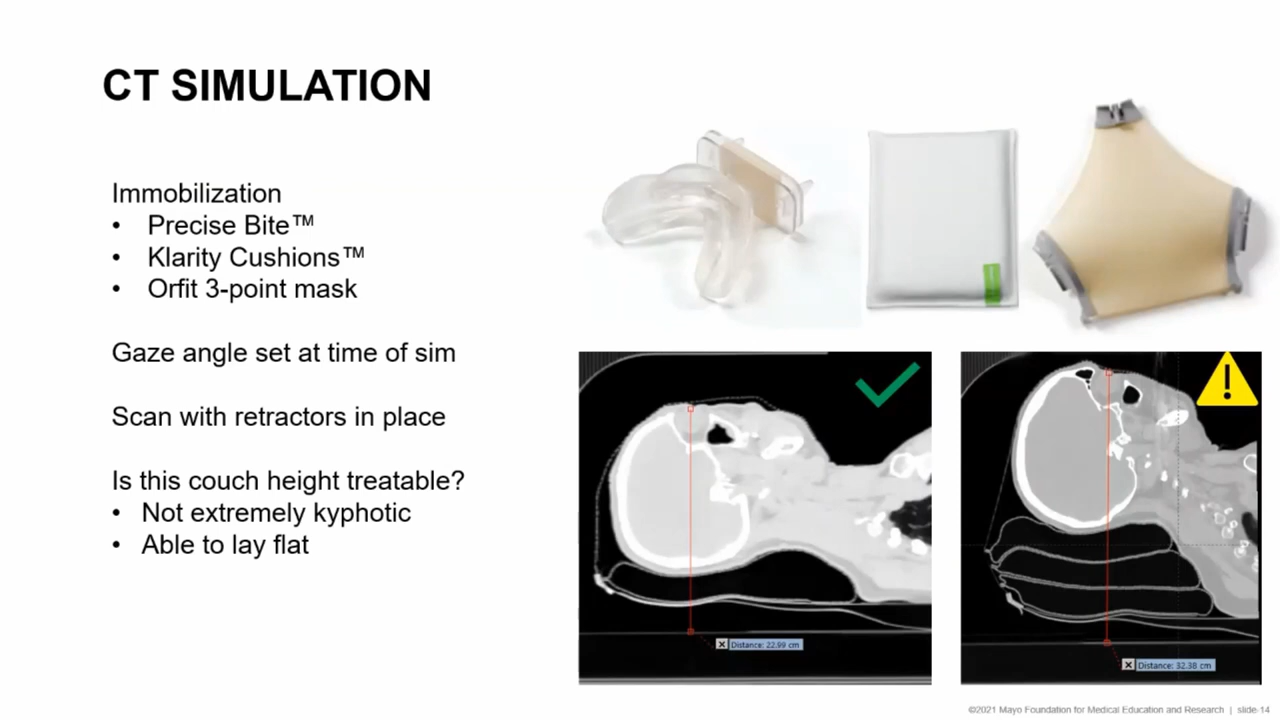 CT SIMULATION
Immobilization
• Precise Bite™
• Klarity Cushions™
• Orfit 3-point mask
Gaze angle set at time of sim
Scan with retractors in place
Is this couch height treatable?
• Not extremely kyphotic
• Able to lay flat
Distance: 22.99 cm
Distance: 32.38 cm
©2021 Mayo Foundation for Medical Education and Research | slide-14